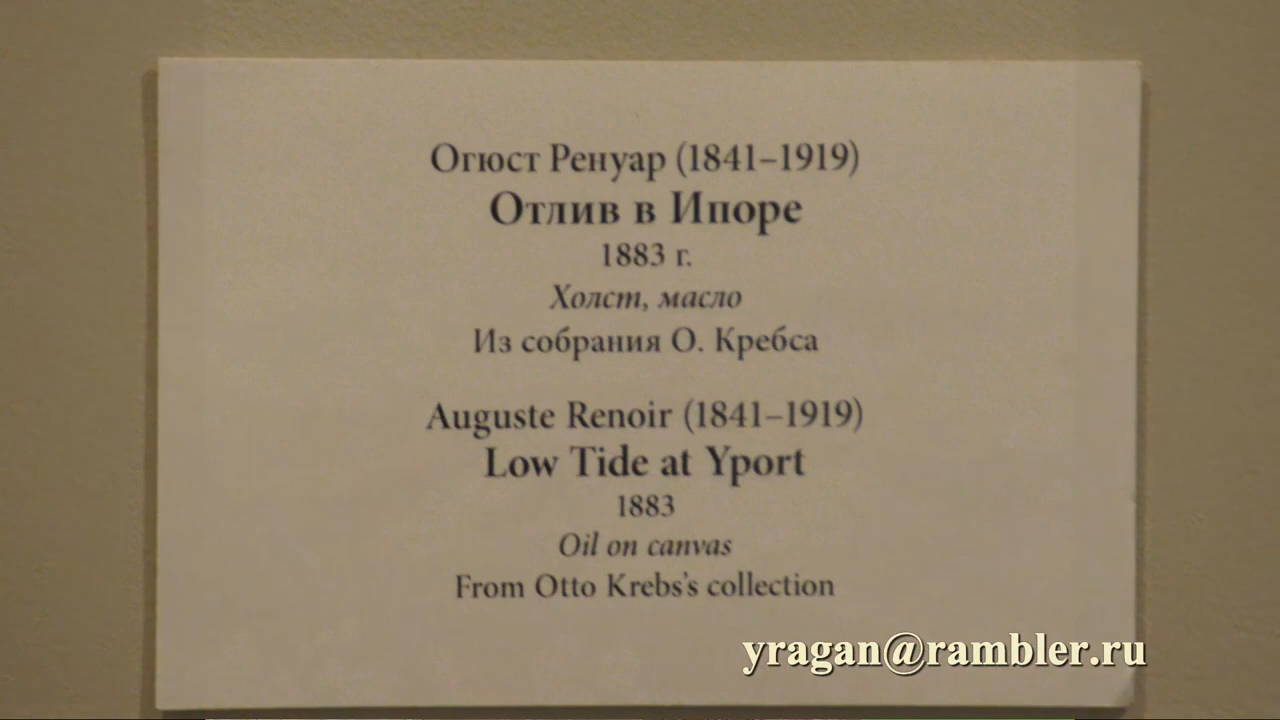 Огюст Ренуар (1841–1919)
Отлив в Ипоре
1883 г.
Холст, масло
Из собрания О. Кребса
Auguste Renoir (1841–1919)
Low Tide at Yport
1883
Oil on canvas
From Otto Krebs's collection
yragan@rambler.ru